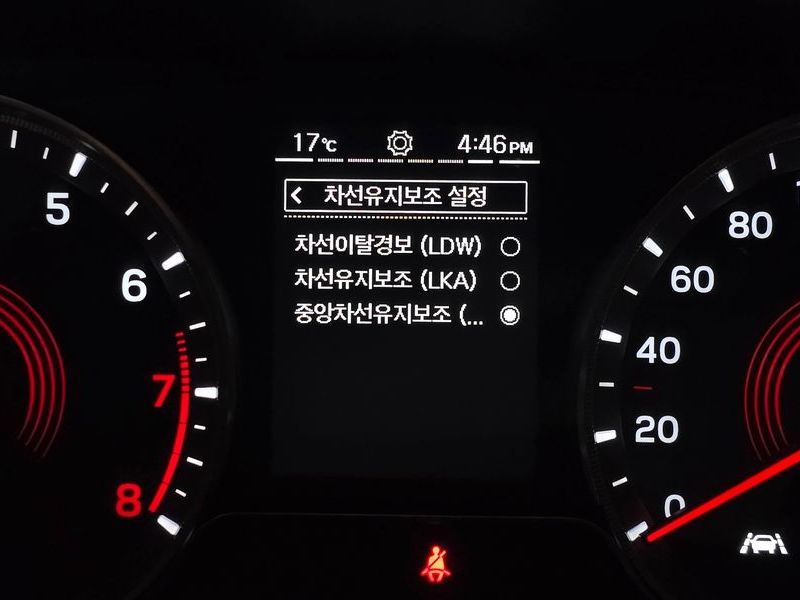 17℃ 4:46PM
< 차선유지보조 설정
차선이탈경보 (LDW)
차선유지보조 (LKA)
중앙차선유지보조 (...
5
6
7
8
80
60
40
20
0